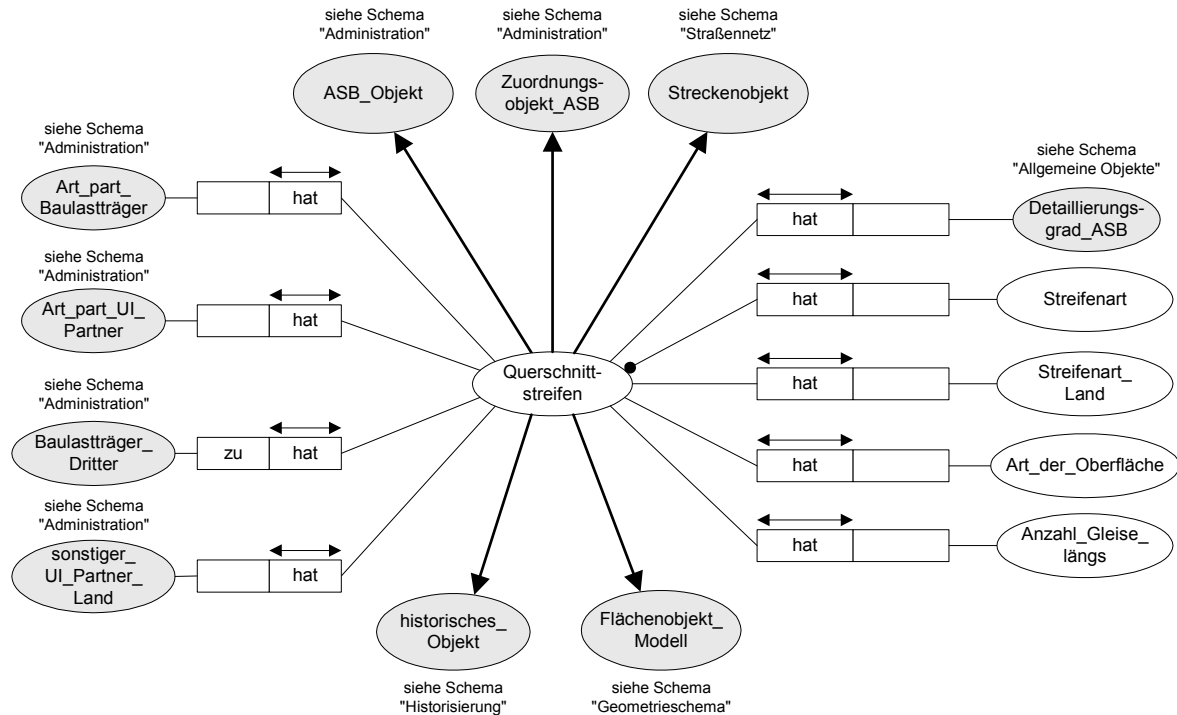 siehe Schema
"Administration"
siehe Schema
"Administration"
siehe Schema
"Straßennetz"
ASB_Objekt
Zuordnungs-
objekt_ASB
Streckenobjekt
siehe Schema
"Administration"
Art_part_
Baulastträger
hat
siehe Schema
"Administration"
Art_part_UI_
Partner
hat
siehe Schema
"Administration"
Baulastträger_
Dritter
zu
hat
siehe Schema
"Administration"
sonstiger_
UI_Partner_
Land
hat
Querschnitt-
streifen
siehe Schema
"Allgemeine Objekte"
hat
Detaillierungs-
grad_ASB
hat
Streifenart
hat
Streifenart_
Land
hat
Art_der_Oberfläche
hat
Anzahl_Gleise_
längs
historisches_
Objekt
siehe Schema
"Historisierung"
Flächenobjekt_
Modell
siehe Schema
"Geometrieschema"